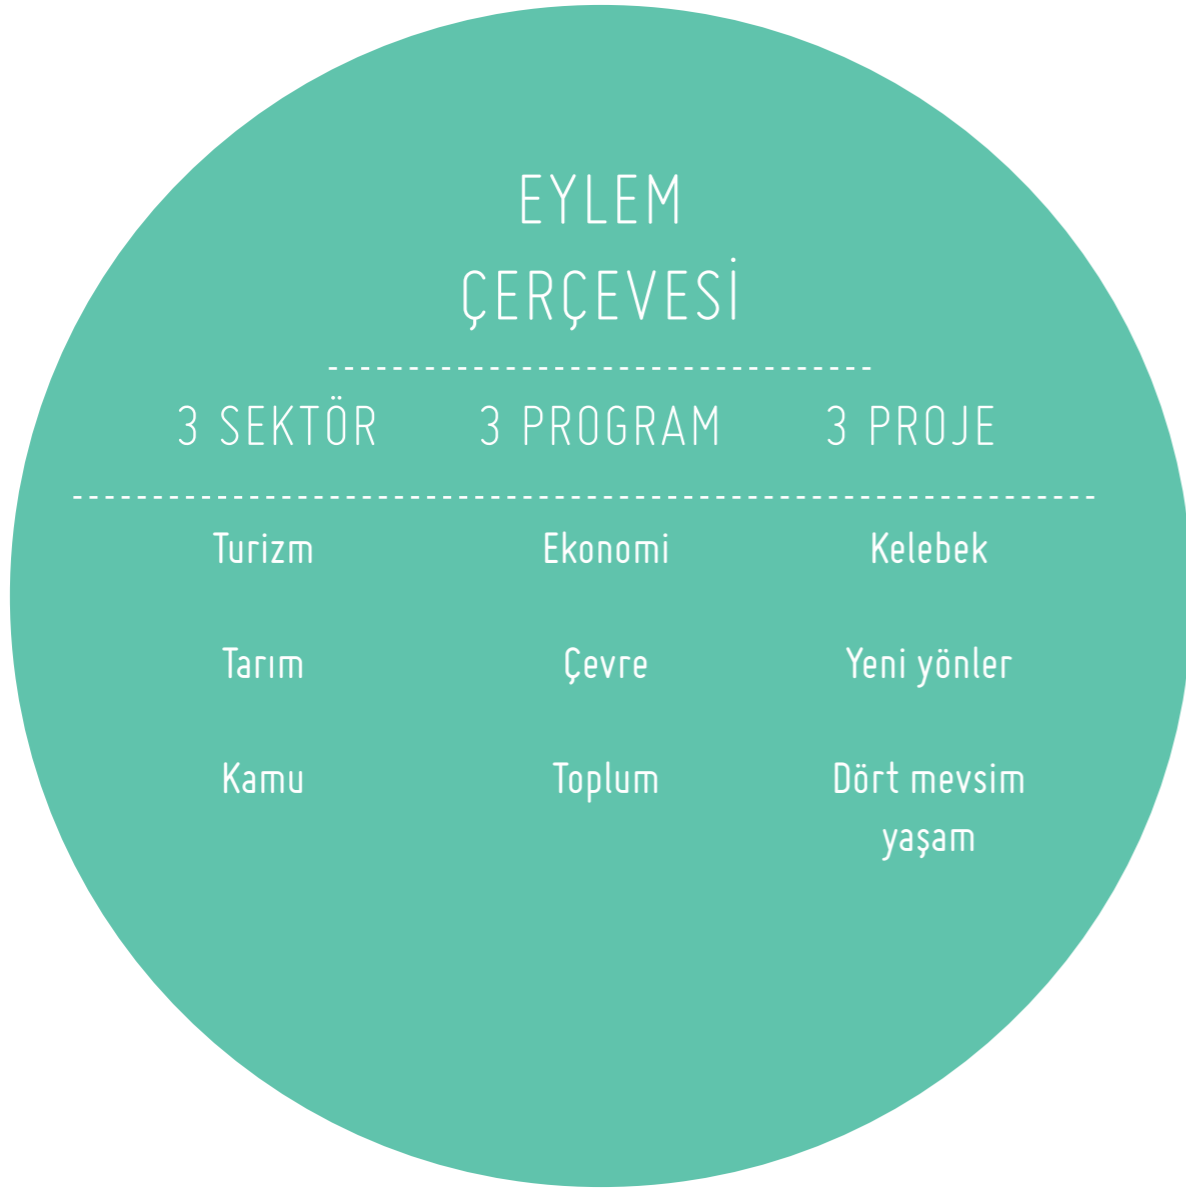 EYLEM
ÇERÇEVESİ
3 SEKTÖR 3 PROGRAM 3 PROJE
Turizm Ekonomi Kelebek
Tarım Çevre Yeni yönler
Kamu Toplum Dört mevsim
yaşam